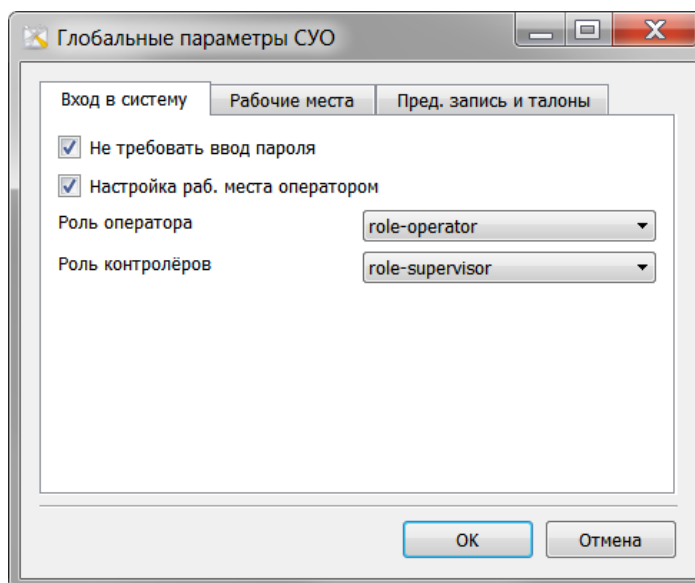 Глобальные параметры СУО
Вход в систему Рабочие места Пред. запись и талоны
Не требовать ввод пароля
Настройка раб. места оператором
Роль оператора role-operator
Роль контролёров role-supervisor
OK Отмена